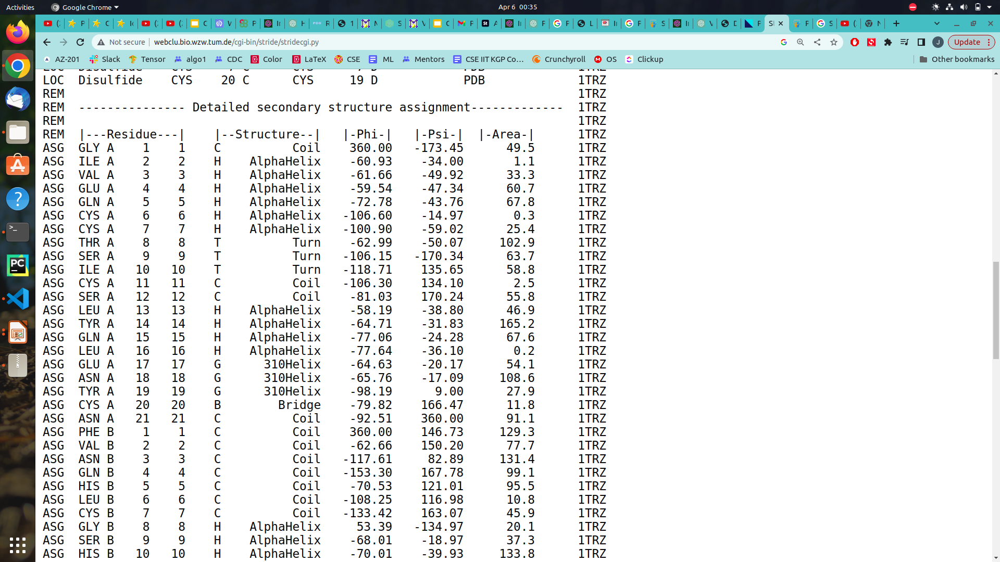 Activities Google Chrome Apr 6 00:35
Not secure webclu.bio.wzw.tum.de/cgi-bin/stride/stridecgi.py J Update
AZ-201 Slack Tensor algo1 CDC Color LaTeX CSE ML Mentors CSE IIT KGP Co… Crunchyroll OS Clickup Other bookmarks
LOC Disulfide CYS 7 C CYS 7 D PDB 1TRZ
LOC Disulfide CYS 20 C CYS 19 D PDB 1TRZ
REM 1TRZ
REM --------------- Detailed secondary structure assignment------------- 1TRZ
REM 1TRZ
REM |---Residue---| |--Structure--| |-Phi-| |-Psi-| |-Area-| 1TRZ
ASG GLY A 1 1 C Coil 360.00 -173.45 49.5 1TRZ
ASG ILE A 2 2 H AlphaHelix -60.93 -34.00 1.1 1TRZ
ASG VAL A 3 3 H AlphaHelix -61.66 -49.92 33.3 1TRZ
ASG GLU A 4 4 H AlphaHelix -59.54 -47.34 60.7 1TRZ
ASG GLN A 5 5 H AlphaHelix -72.78 -43.76 67.8 1TRZ
ASG CYS A 6 6 H AlphaHelix -106.60 -14.97 0.3 1TRZ
ASG CYS A 7 7 H AlphaHelix -100.90 -59.02 25.4 1TRZ
ASG THR A 8 8 T Turn -62.99 -50.07 102.9 1TRZ
ASG SER A 9 9 T Turn -106.15 -170.34 63.7 1TRZ
ASG ILE A 10 10 T Turn -118.71 135.65 58.8 1TRZ
ASG CYS A 11 11 C Coil -106.30 134.10 2.5 1TRZ
ASG SER A 12 12 C Coil -81.03 170.24 55.8 1TRZ
ASG LEU A 13 13 H AlphaHelix -58.19 -38.80 46.9 1TRZ
ASG TYR A 14 14 H AlphaHelix -64.71 -31.83 165.2 1TRZ
ASG GLN A 15 15 H AlphaHelix -77.06 -24.28 67.6 1TRZ
ASG LEU A 16 16 H AlphaHelix -77.64 -36.10 0.2 1TRZ
ASG GLU A 17 17 G 310Helix -64.63 -20.17 54.1 1TRZ
ASG ASN A 18 18 G 310Helix -65.76 -17.09 108.6 1TRZ
ASG TYR A 19 19 G 310Helix -98.19 9.00 27.9 1TRZ
ASG CYS A 20 20 B Bridge -79.82 166.47 11.8 1TRZ
ASG ASN A 21 21 C Coil -92.51 360.00 91.1 1TRZ
ASG PHE B 1 1 C Coil 360.00 146.73 129.3 1TRZ
ASG VAL B 2 2 C Coil -62.66 150.20 77.7 1TRZ
ASG ASN B 3 3 C Coil -117.61 82.89 131.4 1TRZ
ASG GLN B 4 4 C Coil -153.30 167.78 99.1 1TRZ
ASG HIS B 5 5 C Coil -70.53 121.01 95.5 1TRZ
ASG LEU B 6 6 C Coil -108.25 116.98 10.8 1TRZ
ASG CYS B 7 7 C Coil -133.42 163.07 45.9 1TRZ
ASG GLY B 8 8 H AlphaHelix 53.39 -134.97 20.1 1TRZ
ASG SER B 9 9 H AlphaHelix -68.01 -18.97 37.3 1TRZ
ASG HIS B 10 10 H AlphaHelix -70.01 -39.93 133.8 1TRZ